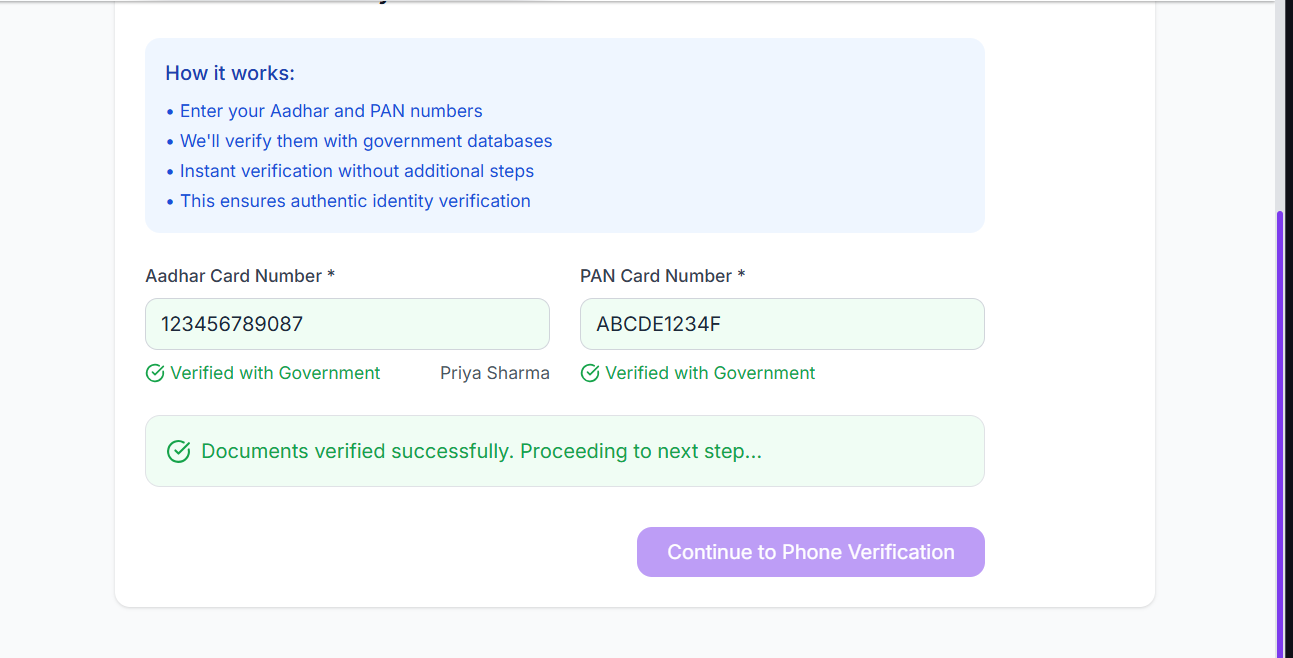 How it works:
• Enter your Aadhar and PAN numbers
• We'll verify them with government databases
• Instant verification without additional steps
• This ensures authentic identity verification
Aadhar Card Number *
PAN Card Number *
123456789087
ABCDE1234F
Verified with Government
Priya Sharma
Verified with Government
Documents verified successfully. Proceeding to next step...
Continue to Phone Verification